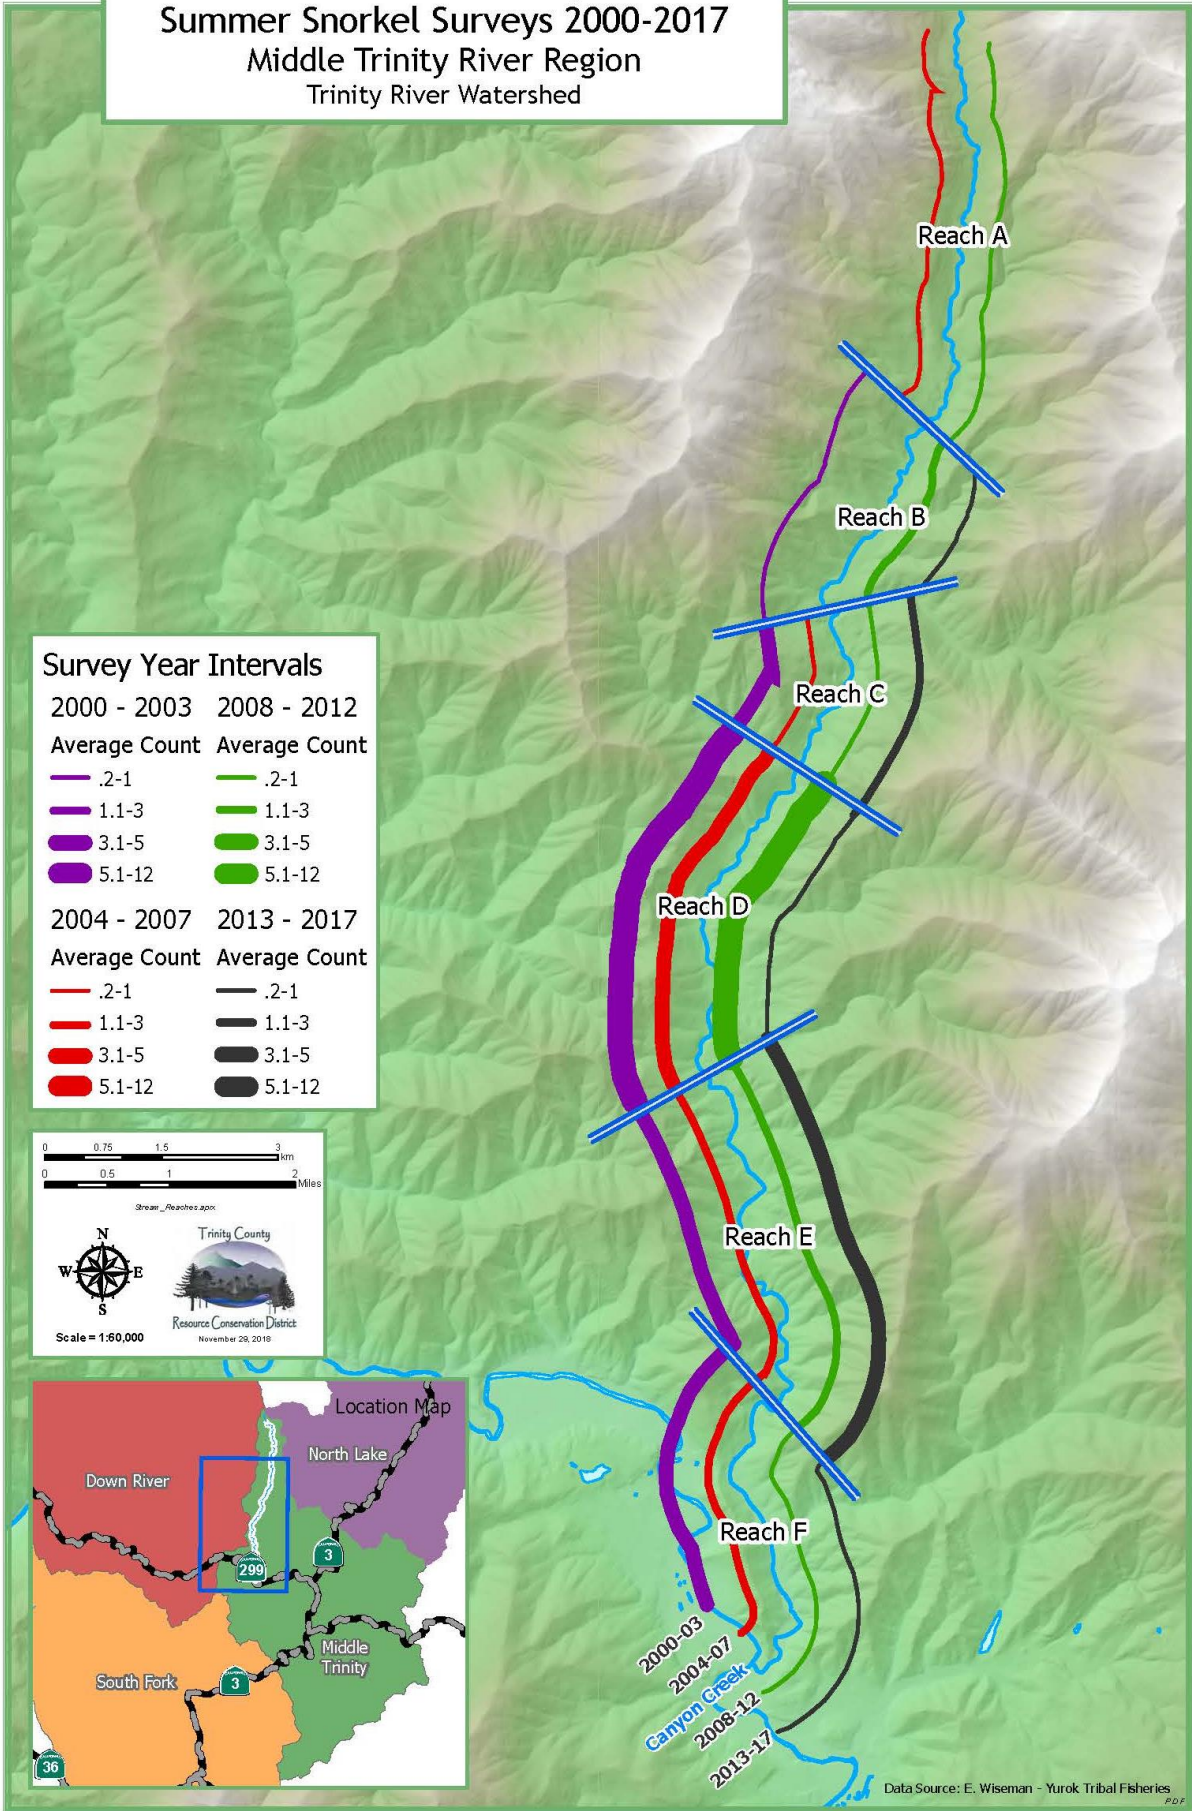 Summer Snorkel Surveys 2000-2017
Middle Trinity River Region
Trinity River Watershed
Reach A
Reach B
Reach C
Reach D
Reach E
Reach F
2000-03
2004-07
Canyon Creek
2008-12
2013-17
Survey Year Intervals
2000 - 2003 2008 - 2012
Average Count Average Count
.2-1 .2-1
1.1-3 1.1-3
3.1-5 3.1-5
5.1-12 5.1-12
2004 - 2007 2013 - 2017
Average Count Average Count
.2-1 .2-1
1.1-3 1.1-3
3.1-5 3.1-5
5.1-12 5.1-12
0 0.75 1.5 3
km
0 0.5 1 2
Miles
Stream_Reaches.aprx
N
W E
S
Scale = 1:60,000
Trinity County
Resource Conservation District
November 29, 2018
Location Map
North Lake
Down River
299
3
Middle
Trinity
South Fork
3
36
Data Source: E. Wiseman - Yurok Tribal Fisheries
PDF